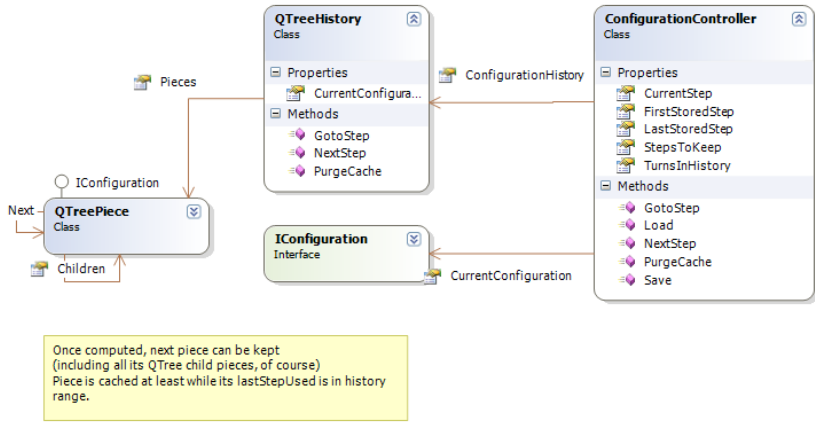 QTreeHistory
Class
Properties
CurrentConfigura...
Methods
GotoStep
NextStep
PurgeCache
ConfigurationController
Class
Properties
CurrentStep
FirstStoredStep
LastStoredStep
StepsToKeep
TurnsInHistory
Methods
GotoStep
Load
NextStep
PurgeCache
Save
Pieces
ConfigurationHistory
IConfiguration
Next
QTreePiece
Class
Children
IConfiguration
Interface
CurrentConfiguration
Once computed, next piece can be kept
(including all its QTree child pieces, of course)
Piece is cached at least while its lastStepUsed is in history
range.